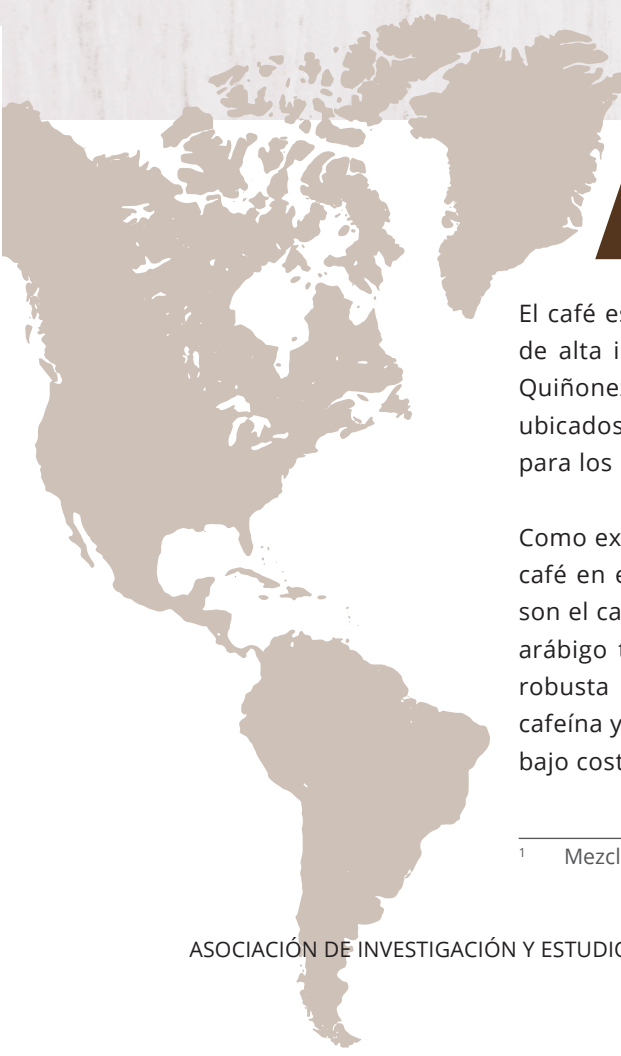 El café es
de alta i
Quiñone
ubicados
para los
Como ex
café en e
son el ca
arábigo t
robusta
cafeína y
bajo cost
1 Mezcl
ASOCIACIÓN DE INVESTIGACIÓN Y ESTUDIO